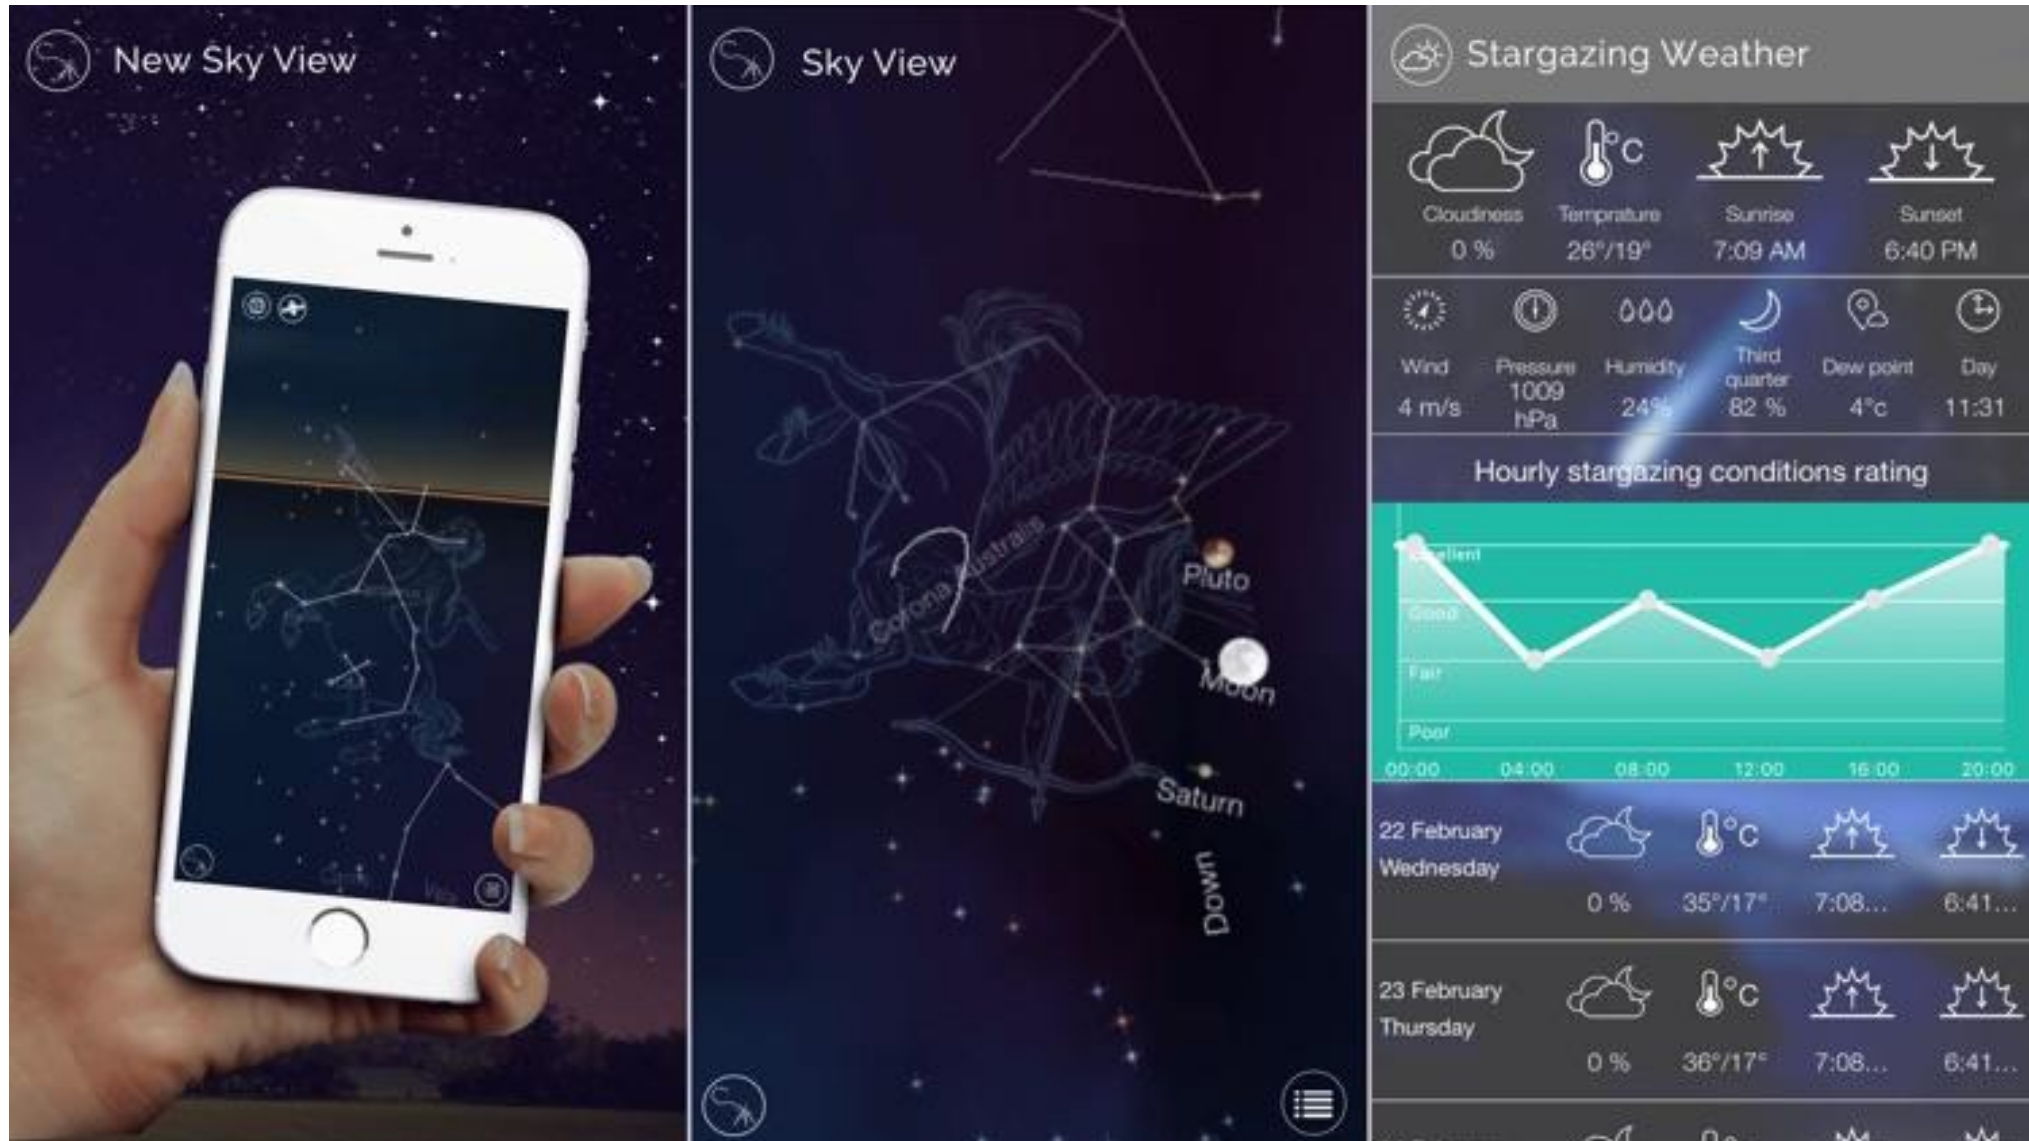 New Sky View
Sky View
Corona Australis
Pluto
Moon
Saturn
Down
Stargazing Weather
°C
Cloudiness Temprature Sunrise Sunset
0 % 26°/19° 7:09 AM 6:40 PM
Wind Pressure Humidity Third quarter Dew point Day
4 m/s 1009 hPa 24% 82 % 4°c 11:31
Hourly stargazing conditions rating
Excellent
Good
Fair
Poor
00:00 04:00 08:00 12:00 16:00 20:00
22 February
Wednesday
°C
0 % 35°/17° 7:08... 6:41...
23 February
Thursday
°C
0 % 36°/17° 7:08... 6:41...